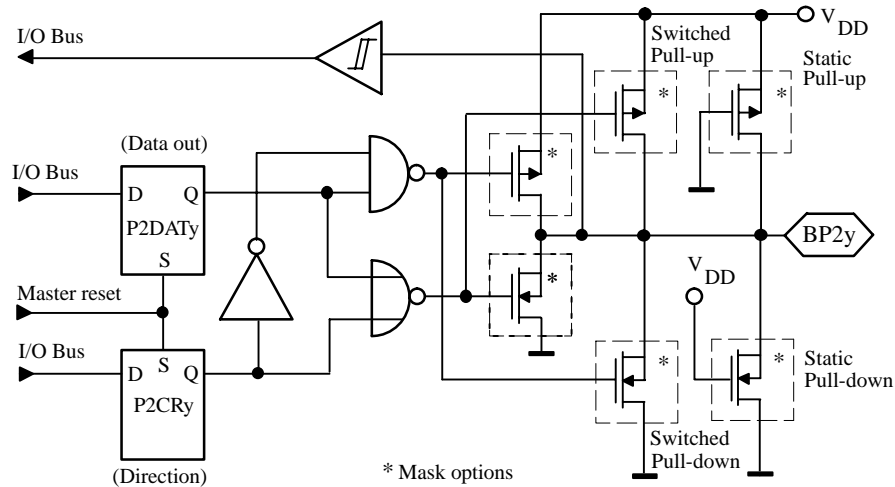 I/O Bus
Switched
Pull-up
V DD
Static
Pull-up
*
*
(Data out)
*
I/O Bus
D Q
P2DATy
S
BP2y
Master reset
*
V DD
I/O Bus
D S Q
P2CRy
*
*
Static
Pull-down
Switched
Pull-down
(Direction)
* Mask options